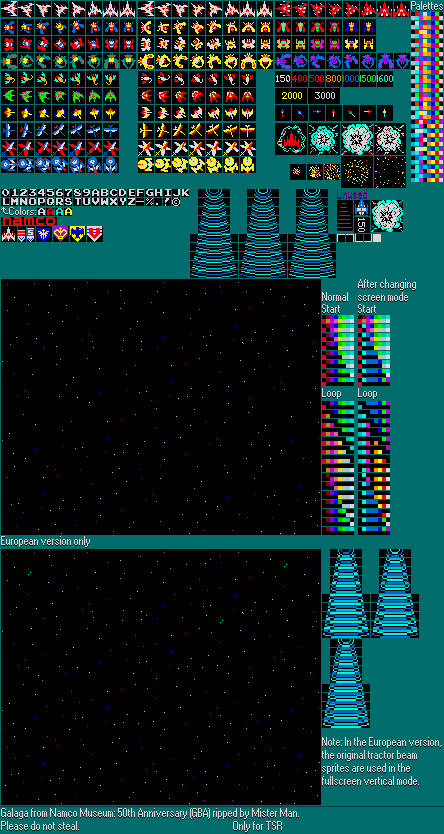 Palettes
150 400 500 800 1000 1500 1600
2000 3000
Unused
150
0123456789ABCDEFGHIJK
LMNOPQRSTUVWXYZ-%.!©
Colors: A A A A
namco
Normal
Start
After changing
screen mode
Start
Loop
Loop
European version only
Note: In the European version,
the original tractor beam
sprites are used in the
fullscreen vertical mode.
Galaga from Namco Museum: 50th Anniversary (GBA) ripped by Mister Man.
Please do not steal.
Only for TSR